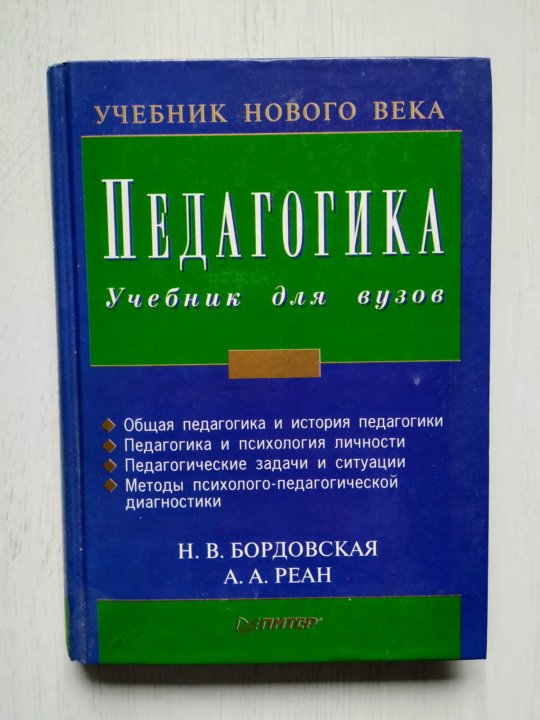 УЧЕБНИК НОВОГО ВЕКА
ПЕДАГОГИКА
Учебник для вузов
Общая педагогика и история педагогики
Педагогика и психология личности
Педагогические задачи и ситуации
Методы психолого-педагогической
диагностики
Н. В. БОРДОВСКАЯ
А. А. РЕАН
ПИТЕР®